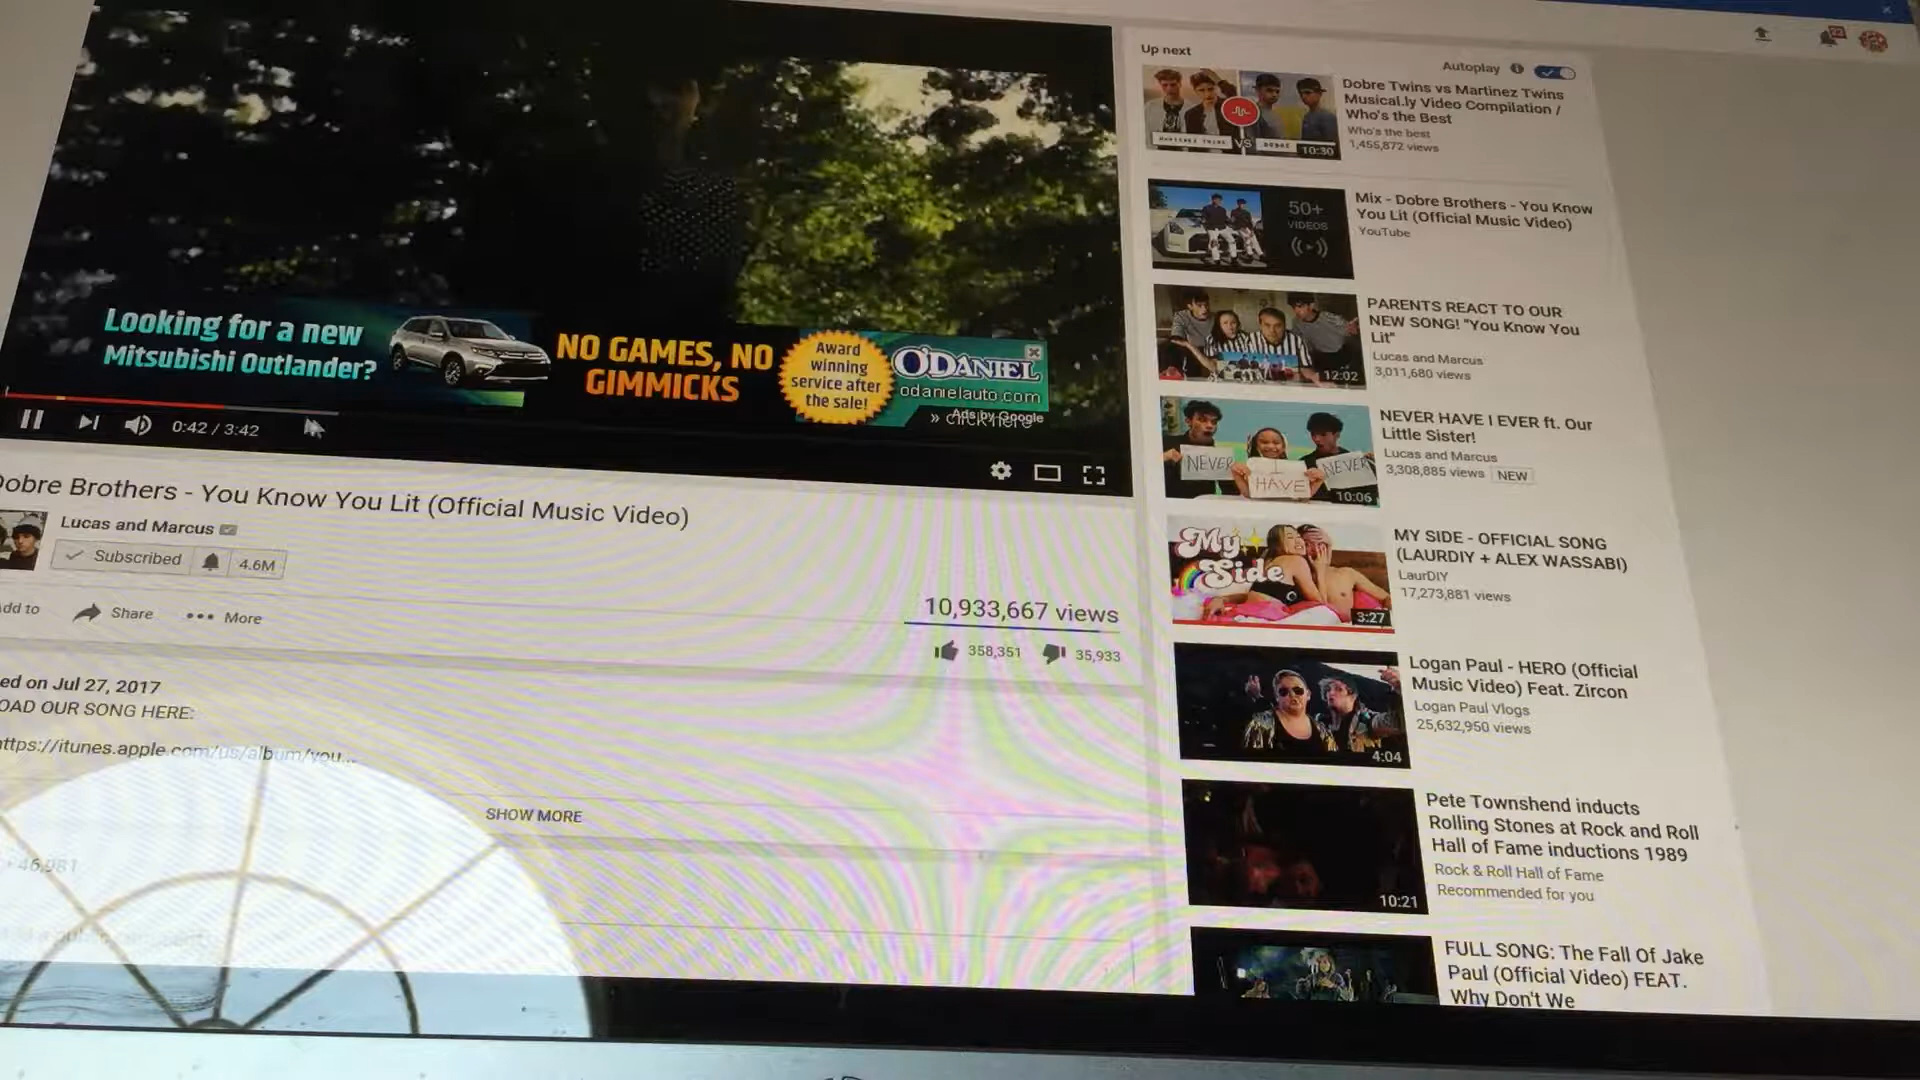 Up next
Autoplay
22
Dobre Twins vs Martinez Twins
Musical.ly Video Compilation /
Who's the Best
Who's the best
1,455,872 views
VS
DOBRE
10:30
Mix - Dobre Brothers - You Know
You Lit (Official Music Video)
YouTube
50+
VIDEOS
PARENTS REACT TO OUR
NEW SONG! "You Know You
Lit"
Lucas and Marcus
3,011,680 views
12:02
Looking for a new
Mitsubishi Outlander?
NO GAMES, NO
GIMMICKS
Award
winning
service after
the sale!
O'DANIEL
odanielauto.com
Ads by Google
» Click here
0:42 / 3:42
NEVER HAVE I EVER ft. Our
Little Sister!
Lucas and Marcus
3,308,885 views NEW
NEVER
I
HAVE
NEVER
10:06
Dobre Brothers - You Know You Lit (Official Music Video)
Lucas and Marcus
Subscribed
4.6M
to
Share
More
10,933,667 views
358,351
35,933
MY SIDE - OFFICIAL SONG
(LAURDIY + ALEX WASSABI)
LaurDIY
17,273,881 views
My
Side
3:27
Logan Paul - HERO (Official
Music Video) Feat. Zircon
Logan Paul Vlogs
25,632,950 views
4:04
on Jul 27, 2017
OUR SONG HERE:
https://itunes.apple.com/us/album/you...
SHOW MORE
46,981
Pete Townshend inducts
Rolling Stones at Rock and Roll
Hall of Fame inductions 1989
Rock & Roll Hall of Fame
Recommended for you
10:21
FULL SONG: The Fall Of Jake
Paul (Official Video) FEAT.
Why Don't We